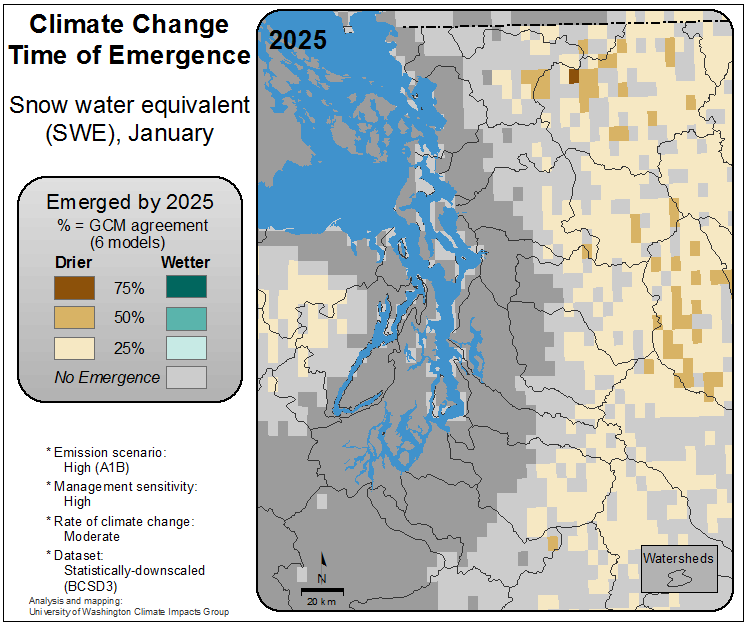 Climate Change
Time of Emergence
Snow water equivalent
(SWE), January
Emerged by 2025
% = GCM agreement
(6 models)
Drier Wetter
75%
50%
25%
No Emergence
* Emission scenario:
High (A1B)
* Management sensitivity:
High
* Rate of climate change:
Moderate
* Dataset:
Statistically-downscaled
(BCSD3)
Analysis and mapping:
University of Washington Climate Impacts Group
2025
N
20 km
Watersheds